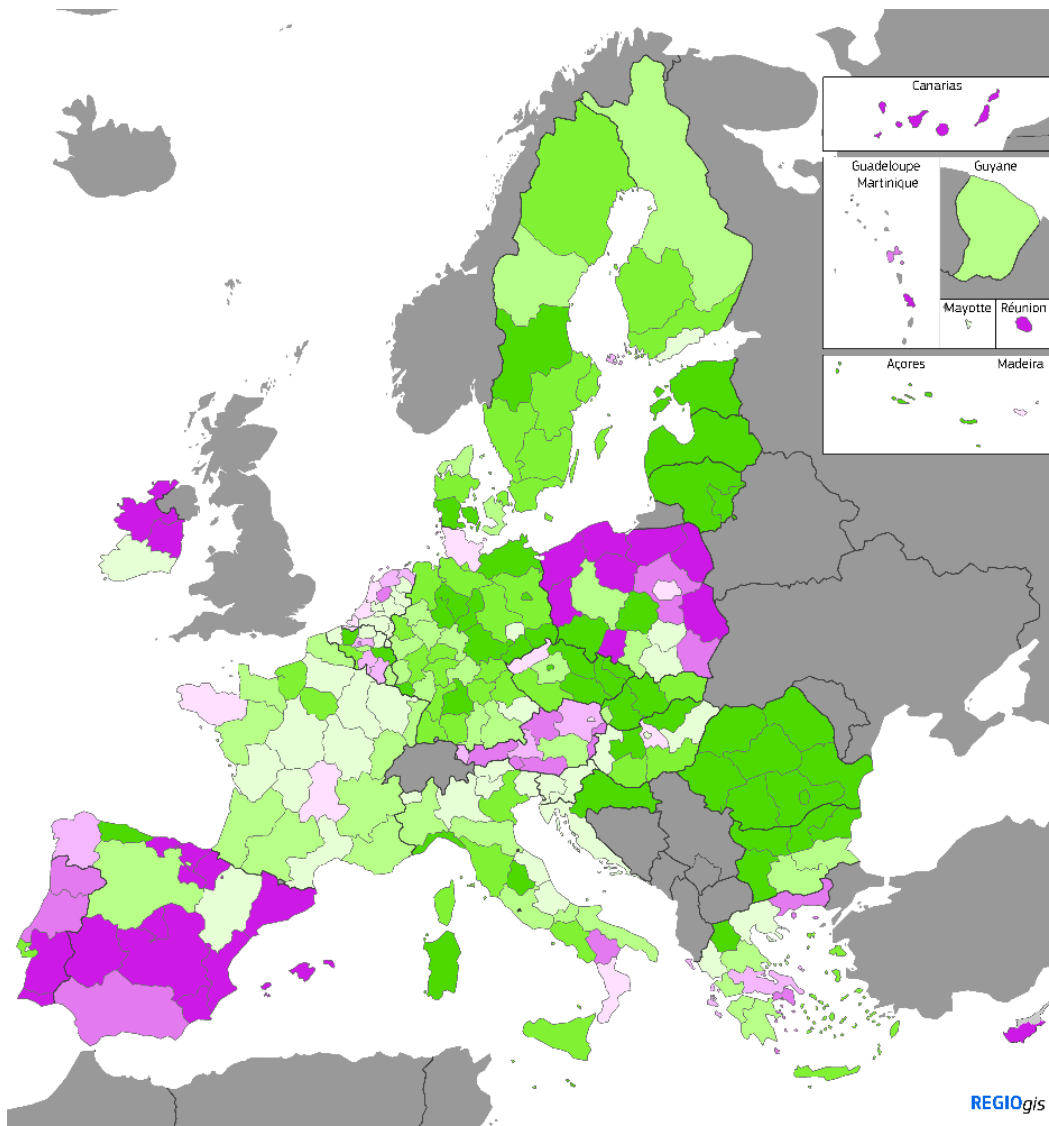 Canarias
Guadeloupe
Martinique
Guyane
Mayotte
Réunion
Açores
Madeira
REGIOgis